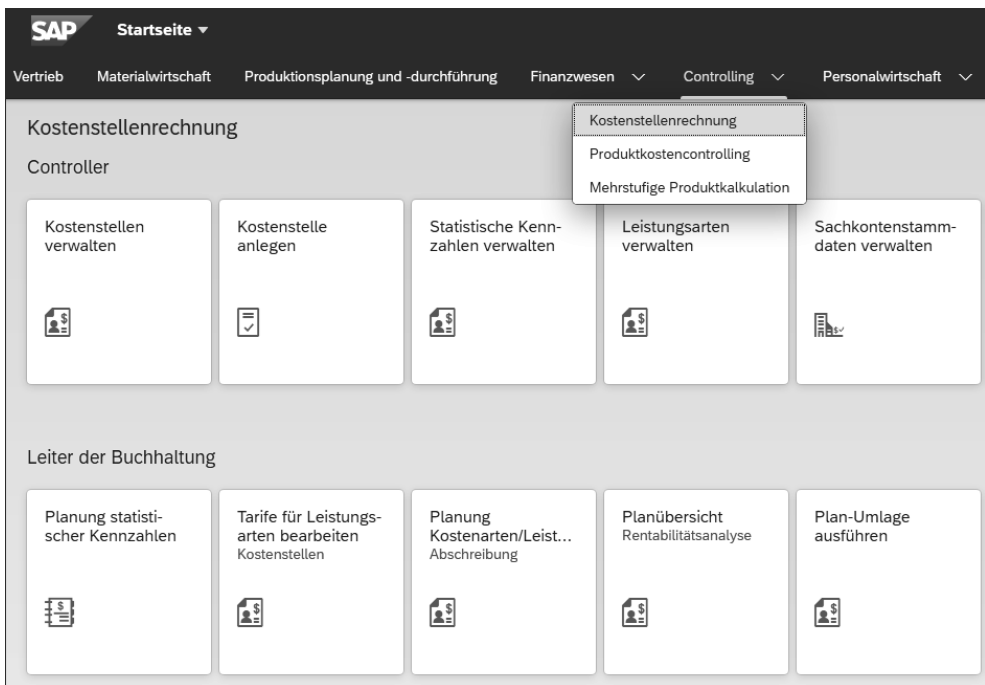 SAP Startseite
Vertrieb Materialwirtschaft Produktionsplanung und -durchführung Finanzwesen Controlling Personalwirtschaft
Kostenstellenrechnung
Produktkostencontrolling
Mehrstufige Produktkalkulation
Kostenstellenrechnung
Controller
Kostenstellen
verwalten
Kostenstelle
anlegen
Statistische Kenn-
zahlen verwalten
Leistungsarten
verwalten
Sachkontenstamm-
daten verwalten
Leiter der Buchhaltung
Planung statisti-
scher Kennzahlen
Tarife für Leistungs-
arten bearbeiten
Kostenstellen
Planung
Kostenarten/Leist...
Abschreibung
Planübersicht
Rentabilitätsanalyse
Plan-Umlage
ausführen